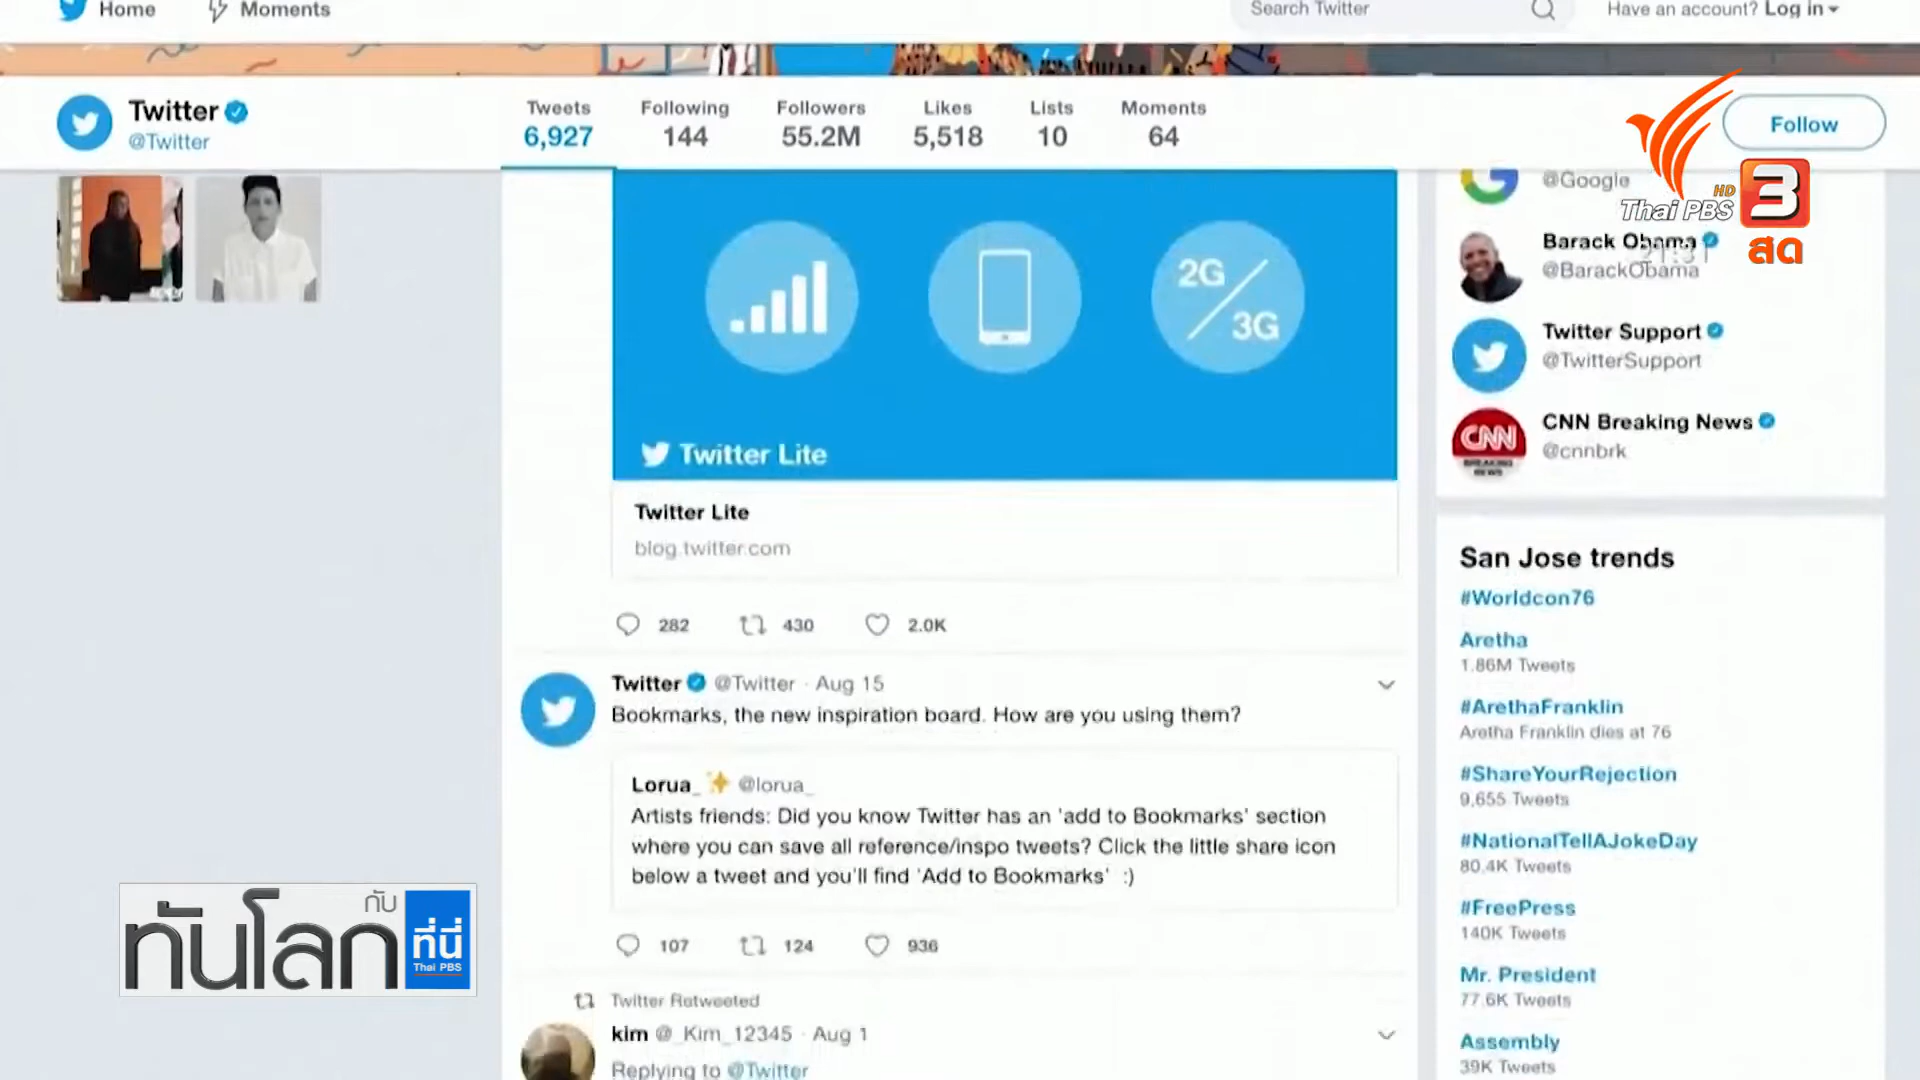 Home
Moments
Search Twitter
Have an account? Log in
Twitter
@Twitter
Tweets
6,927
Following
144
Followers
55.2M
Likes
5,518
Lists
10
Moments
64
Follow
HD
Thai PBS
3
สด
21:31
2G
3G
Twitter Lite
Twitter Lite
blog.twitter.com
282
430
2.0K
Twitter @Twitter · Aug 15
Bookmarks, the new inspiration board. How are you using them?
Lorua_ ✨ @lorua_
Artists friends: Did you know Twitter has an 'add to Bookmarks' section
where you can save all reference/inspo tweets? Click the little share icon
below a tweet and you'll find 'Add to Bookmarks' :)
107
124
936
Twitter Retweeted
kim @_Kim_12345 · Aug 1
Replying to @Twitter
@Google
Barack Obama
@BarackObama
Twitter Support
@TwitterSupport
CNN
BREAKING
NEWS
CNN Breaking News
@cnnbrk
San Jose trends
#Worldcon76
Aretha
1.86M Tweets
#ArethaFranklin
Aretha Franklin dies at 76
#ShareYourRejection
9,655 Tweets
#NationalTellAJokeDay
80.4K Tweets
#FreePress
140K Tweets
Mr. President
77.6K Tweets
Assembly
39K Tweets
ทันโลก
กับ
ที่นี่
Thai PBS